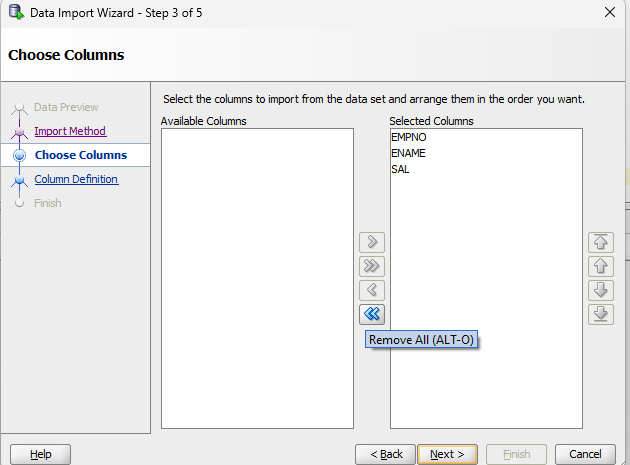 Data Import Wizard - Step 3 of 5
Choose Columns
Data Preview
Import Method
Choose Columns
Column Definition
Finish
Select the columns to import from the data set and arrange them in the order you want.
Available Columns
Selected Columns
EMPNO
ENAME
SAL
Remove All (ALT-O)
Help
< Back
Next >
Finish
Cancel